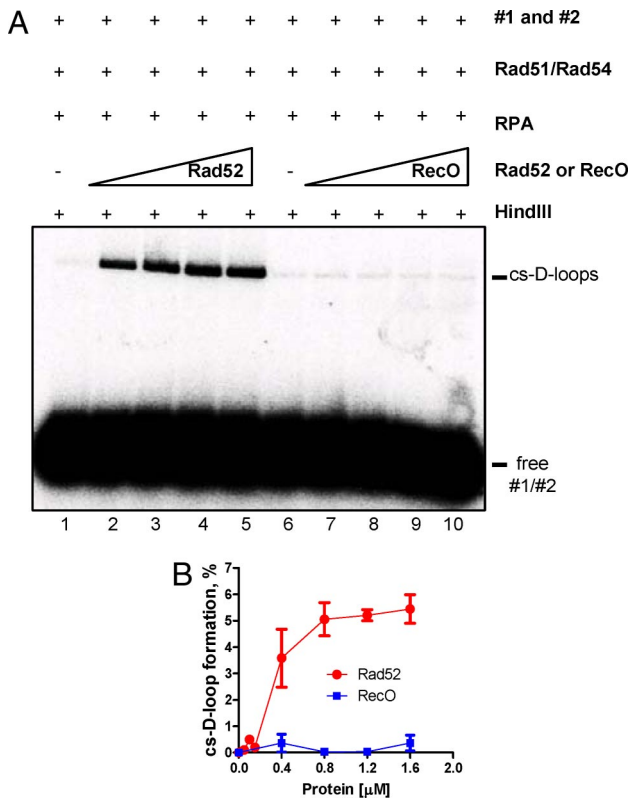 A
+ + + + + + + + + + #1 and #2
+ + + + + + + + + + Rad51/Rad54
+ + + + + + + + + + RPA
- Rad52 - RecO Rad52 or RecO
+ + + + + + + + + + HindIII
cs-D-loops
free
#1/#2
1 2 3 4 5 6 7 8 9 10
B
cs-D-loop formation, %
7
6
5
4
3
2
1
0
Rad52
RecO
0.0 0.4 0.8 1.2 1.6 2.0
Protein [µM]